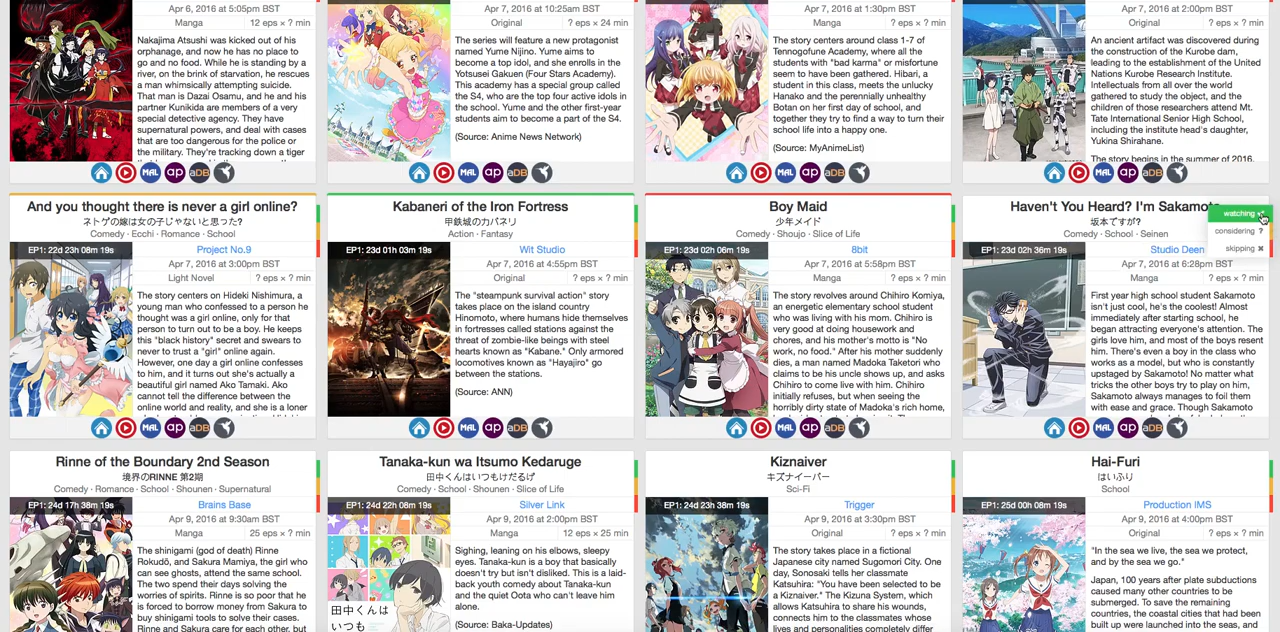 Apr 6, 2016 at 5:05pm BST
Manga 12 eps × ? min
Nakajima Atsushi was kicked out of his
orphanage, and now he has no place to
go and no food. While he is standing by a
river, on the brink of starvation, he rescues
a man whimsically attempting suicide.
That man is Dazai Osamu, and he and his
partner Kunikida are members of a very
special detective agency. They have
supernatural powers, and deal with cases
that are too dangerous for the police or
the military. They're tracking down a tiger
MAL ap aDB
Apr 7, 2016 at 10:25am BST
Original ? eps × 24 min
The series will feature a new protagonist
named Yume Nijino. Yume aims to
become a top idol, and she enrolls in the
Yotsusei Gakuen (Four Stars Academy).
This academy has a special group called
the S4, who are the top four active idols in
the school. Yume and the other first-year
students aim to become a part of the S4.
(Source: Anime News Network)
MAL ap aDB
Apr 7, 2016 at 1:30pm BST
Manga ? eps × ? min
The story centers around class 1-7 of
Tennogofune Academy, where all the
students with "bad karma" or misfortune
seem to have been gathered. Hibari, a
student in this class, meets the unlucky
Hanako and the perennially unhealthy
Botan on her first day of school, and
together they try to find a way to turn their
school life into a happy one.
(Source: MyAnimeList)
MAL ap aDB
Apr 7, 2016 at 2:00pm BST
Original ? eps × ? min
An ancient artifact was discovered during
the construction of the Kurobe dam,
leading to the establishment of the United
Nations Kurobe Research Institute.
Intellectuals from all over the world
gathered to study the object, and the
children of those researchers attend Mt.
Tate International Senior High School,
including the institute head's daughter,
Yukina Shirahane.
The story begins in the summer of 2016.
MAL ap aDB
And you thought there is never a girl online?
ネトゲの嫁は女の子じゃないと思った?
Comedy · Ecchi · Romance · School
EP1: 22d 23h 08m 19s
Project No.9
Apr 7, 2016 at 3:00pm BST
Light Novel ? eps × ? min
The story centers on Hideki Nishimura, a
young man who confessed to a person he
thought was a girl online, only for that
person to turn out to be a boy. He keeps
this "black history" secret and swears to
never to trust a "girl" online again.
However, one day a girl online confesses
to him, and it turns out she's actually a
beautiful girl named Ako Tamaki. Ako
cannot tell the difference between the
online world and reality, and she is a loner
MAL ap aDB
Kabaneri of the Iron Fortress
甲鉄城のカバネリ
Action · Fantasy
EP1: 23d 01h 03m 19s
Wit Studio
Apr 7, 2016 at 4:55pm BST
Original ? eps × ? min
The "steampunk survival action" story
takes place on the island country
Hinomoto, where humans hide themselves
in fortresses called stations against the
threat of zombie-like beings with steel
hearts known as "Kabane." Only armored
locomotives known as "Hayajiro" go
between the stations.
(Source: ANN)
MAL ap aDB
Boy Maid
少年メイド
Comedy · Shoujo · Slice of Life
EP1: 23d 02h 06m 19s
8bit
Apr 7, 2016 at 5:58pm BST
Manga ? eps × ? min
The story revolves around Chihiro Komiya,
an energetic elementary school student
who was living with his mom. Chihiro is
very good at doing housework and
chores, and his mother's motto is "No
work, no food." After his mother suddenly
dies, a man named Madoka Taketori who
claims to be his uncle shows up, and asks
Chihiro to come live with him. Chihiro
initially refuses, but when seeing the
horribly dirty state of Madoka's rich home,
MAL ap aDB
Haven't You Heard? I'm Sakamoto
坂本ですが?
Comedy · School · Seinen
watching
considering ?
skipping ✖
EP1: 23d 02h 36m 19s
Studio Deen
Apr 7, 2016 at 6:28pm BST
Manga ? eps × ? min
First year high school student Sakamoto
isn't just cool, he's the coolest! Almost
immediately after starting school, he
began attracting everyone's attention. The
girls love him, and most of the boys resent
him. There's even a boy in the class who
works as a model, but who is constantly
upstaged by Sakamoto! No matter what
tricks the other boys try to play on him,
Sakamoto always manages to foil them
with ease and grace. Though Sakamoto
MAL ap aDB
Rinne of the Boundary 2nd Season
境界のRINNE 第2期
Comedy · Romance · School · Shounen · Supernatural
EP1: 24d 17h 38m 19s
Brains Base
Apr 9, 2016 at 9:30am BST
Manga 25 eps × ? min
The shinigami (god of death) Rinne
Rokudō, and Sakura Mamiya, the girl who
can see ghosts, attend the same school.
The two spend their days solving the
worries of spirits. Rinne is so poor that he
is forced to borrow money from Sakura to
buy shinigami tools to solve their cases.
Rinne and Sakura care for each other, but
Tanaka-kun wa Itsumo Kedaruge
田中くんはいつもけだるげ
Comedy · School · Shounen · Slice of Life
EP1: 24d 22h 08m 19s
Silver Link
Apr 9, 2016 at 2:00pm BST
Manga 12 eps × 25 min
田中くんは
いつも
Sighing, leaning on his elbows, sleepy
eyes. Tanaka-kun is a boy that basically
doesn't try but isn't disliked. This is a laid-
back youth comedy about Tanaka-kun
and the quiet Oota who can't leave him
alone.
(Source: Baka-Updates)
Kiznaiver
キズナイーバー
Sci-Fi
EP1: 24d 23h 38m 19s
Trigger
Apr 9, 2016 at 3:30pm BST
Original ? eps × ? min
The story takes place in a fictional
Japanese city named Sugomori City. One
day, Sonosaki tells her classmate
Katsuhira: "You have been selected to be
a Kiznaiver." The Kizuna System, which
allows Katsuhira to share his wounds,
connects him to the classmates whose
lives and personalities completely differ
Hai-Furi
はいふり
School
EP1: 25d 00h 08m 19s
Production IMS
Apr 9, 2016 at 4:00pm BST
Original ? eps × ? min
"In the sea we live, the sea we protect,
and by the sea we go."
Japan, 100 years after plate subductions
caused many other countries to be
submerged. To save the remaining
countries, the coastal cities that had been
built up were launched into the seas, and